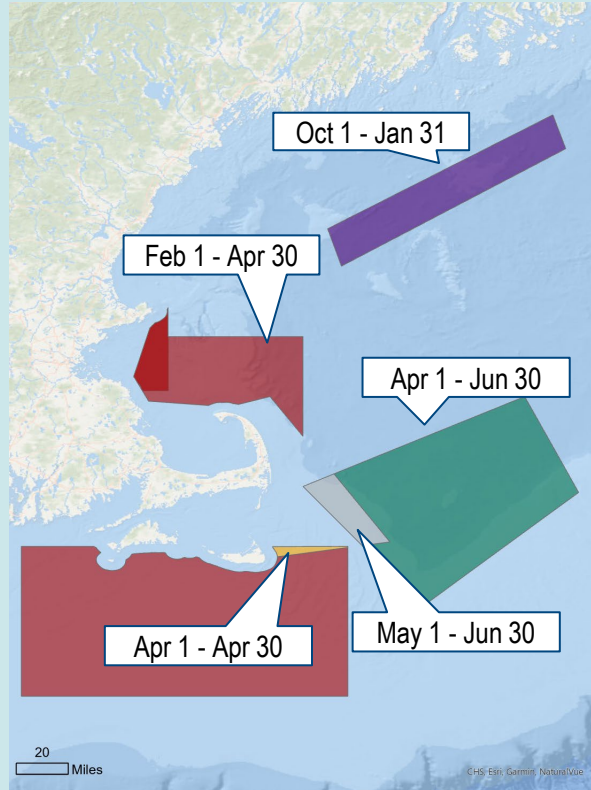 Oct 1 - Jan 31
Feb 1 - Apr 30
Apr 1 - Jun 30
Apr 1 - Apr 30
May 1 - Jun 30
20
Miles
CHS, Esri, Garmin, NaturalVue